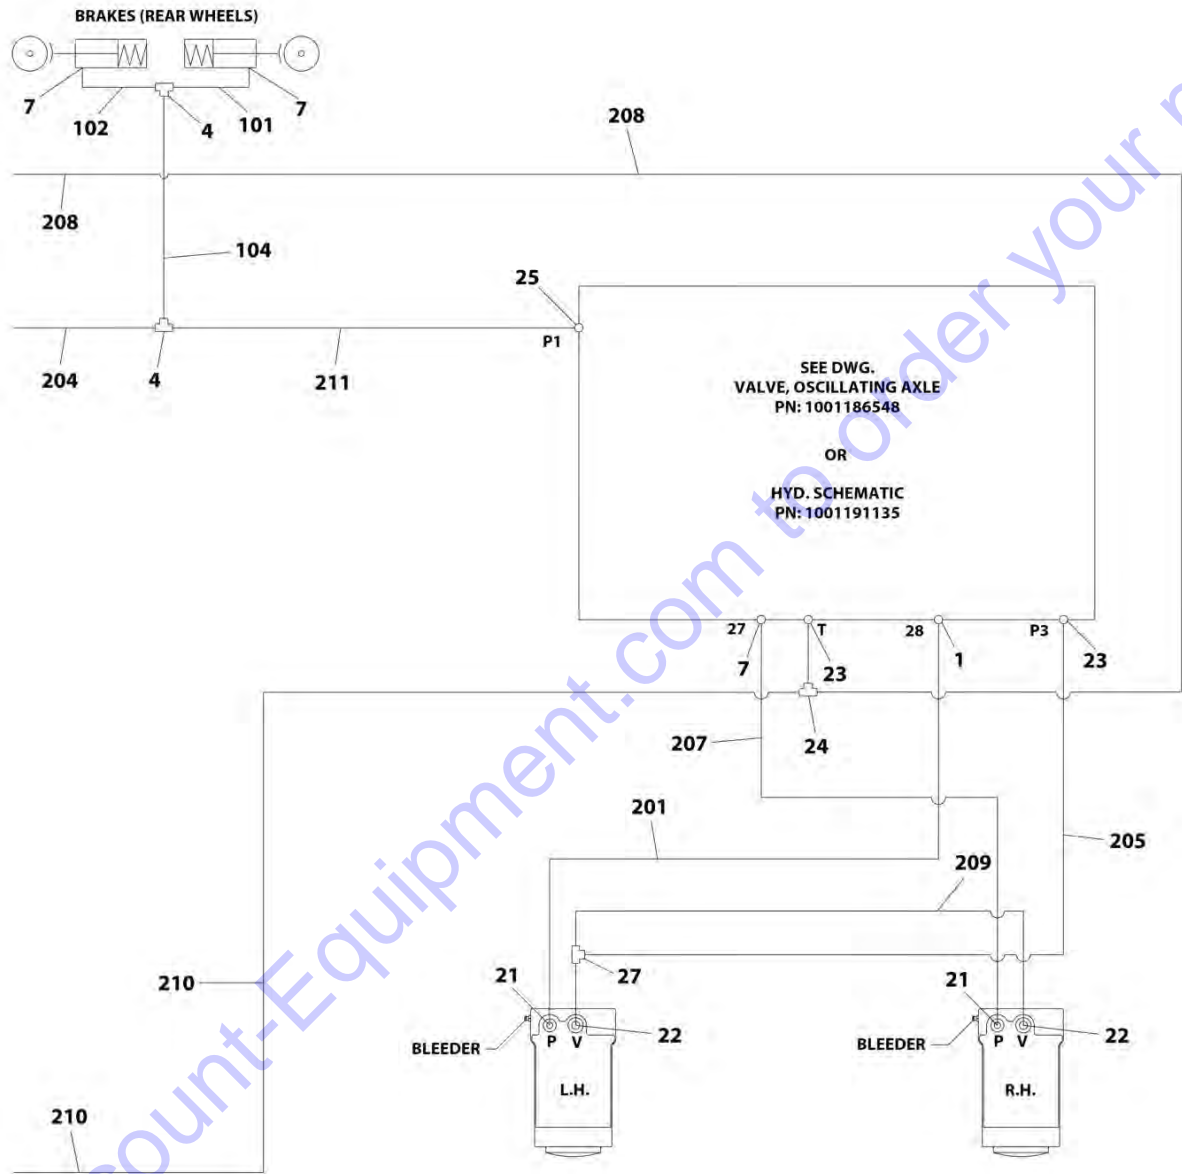 BRAKES (REAR WHEELS)
7
102
4
101
7
208
208
104
25
P1
204
4
211
SEE DWG.
VALVE, OSCILLATING AXLE
PN: 1001186548
OR
HYD. SCHEMATIC
PN: 1001191135
27
T
28
P3
7
23
1
23
207
24
201
205
209
210
21
27
21
22
22
BLEEDER
P V
BLEEDER
P V
L.H.
R.H.
210
ount-Equipment.com to order your p